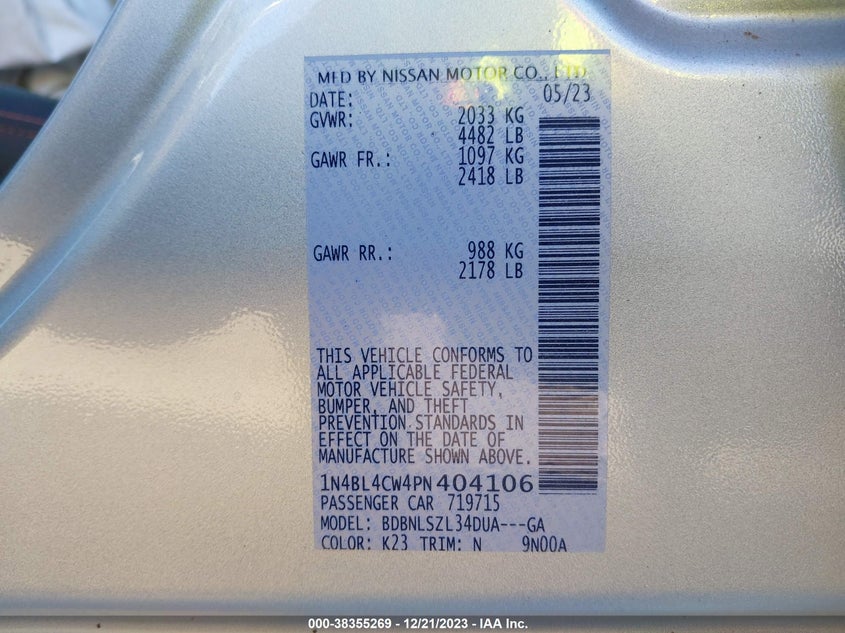 MFD BY NISSAN MOTOR CO., LTD.
DATE: 05/23
GVWR: 2033 KG
4482 LB
GAWR FR.: 1097 KG
2418 LB
GAWR RR.: 988 KG
2178 LB
THIS VEHICLE CONFORMS TO
ALL APPLICABLE FEDERAL
MOTOR VEHICLE SAFETY,
BUMPER, AND THEFT
PREVENTION STANDARDS IN
EFFECT ON THE DATE OF
MANUFACTURE SHOWN ABOVE.
1N4BL4CW4PN404106
PASSENGER CAR 719715
MODEL: BDBNLSZL34DUA---GA
COLOR: K23 TRIM: N 9N00A
000-38355269 - 12/21/2023 - IAA Inc.